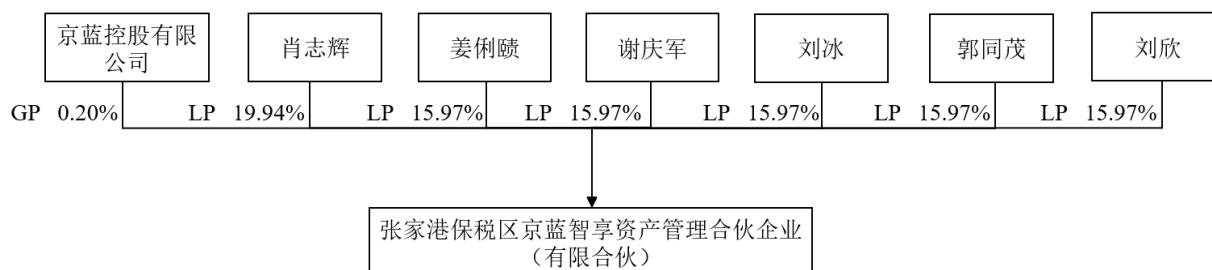 京蓝控股有限
公司
肖志辉
姜俐赜
谢庆军
刘冰
郭同茂
刘欣
GP 0.20% LP 19.94% LP 15.97% LP 15.97% LP 15.97% LP 15.97% LP 15.97%
张家港保税区京蓝智享资产管理合伙企业
（有限合伙）